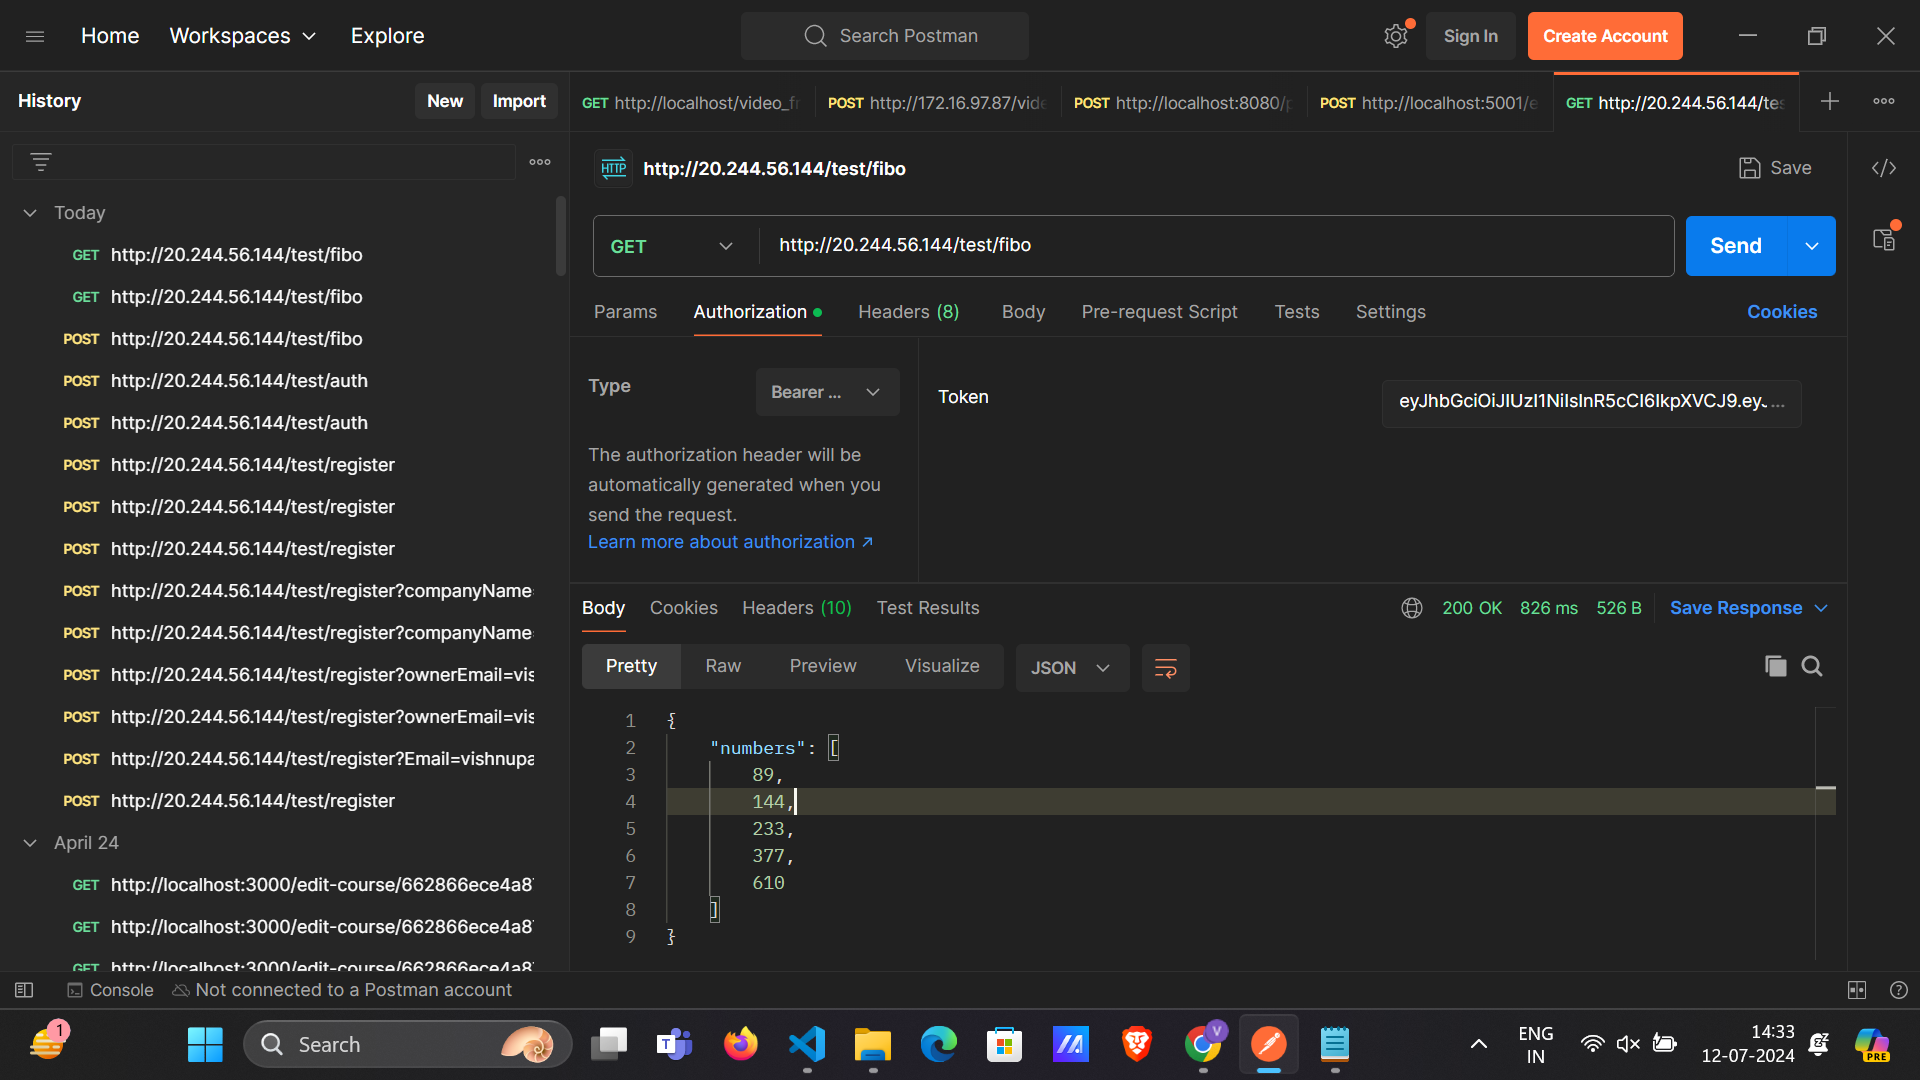 Home Workspaces Explore Search Postman Sign In Create Account
History New Import
GET http://localhost/video_fr POST http://172.16.97.87/vide POST http://localhost:8080/p POST http://localhost:5001/e GET http://20.244.56.144/tes
HTTP http://20.244.56.144/test/fibo Save
Today
GET http://20.244.56.144/test/fibo
GET http://20.244.56.144/test/fibo
POST http://20.244.56.144/test/fibo
POST http://20.244.56.144/test/auth
POST http://20.244.56.144/test/auth
POST http://20.244.56.144/test/register
POST http://20.244.56.144/test/register
POST http://20.244.56.144/test/register
POST http://20.244.56.144/test/register?companyName=
POST http://20.244.56.144/test/register?companyName=
POST http://20.244.56.144/test/register?ownerEmail=vis
POST http://20.244.56.144/test/register?ownerEmail=vis
POST http://20.244.56.144/test/register?Email=vishnupa
POST http://20.244.56.144/test/register
April 24
GET http://localhost:3000/edit-course/662866ece4a87
GET http://localhost:3000/edit-course/662866ece4a87
GET http://localhost:3000/edit-course/662866ece4a87
GET http://20.244.56.144/test/fibo Send
Params Authorization Headers (8) Body Pre-request Script Tests Settings Cookies
Type Bearer ...
The authorization header will be
automatically generated when you
send the request.
Learn more about authorization ↗
Token eyJhbGciOiJIUzI1NiIsInR5cCI6IkpXVCJ9.eyJ...
Body Cookies Headers (10) Test Results 200 OK 826 ms 526 B Save Response
Pretty Raw Preview Visualize JSON
1 {
2 "numbers": [
3 89,
4 144,
5 233,
6 377,
7 610
8 ]
9 }
Console Not connected to a Postman account
1 Search T V ENG
IN 14:33
12-07-2024 PRE